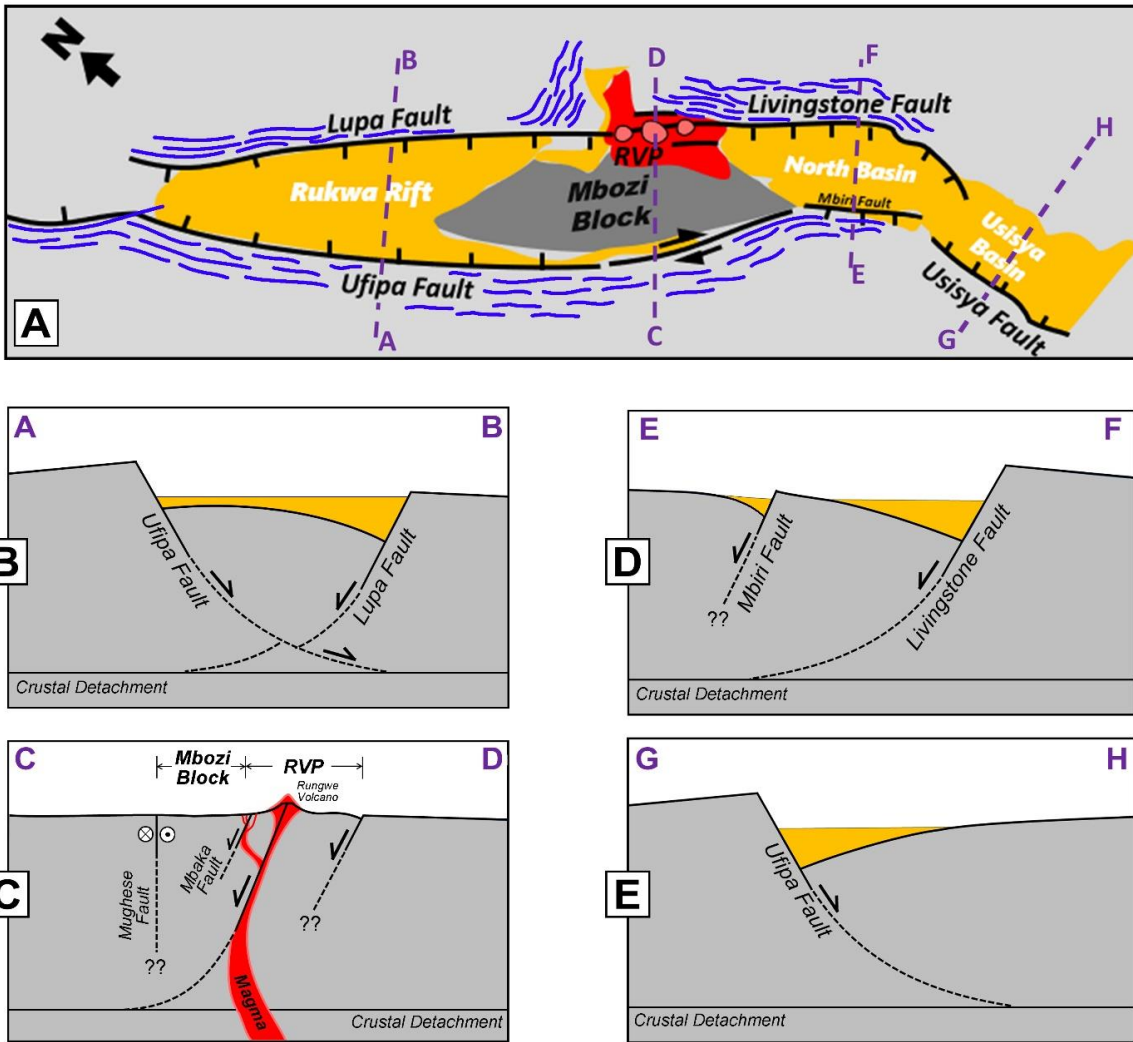 N
B
D
F
H
Lupa Fault
Livingstone Fault
RVP
Rukwa Rift
Mbozi
Block
North Basin
Mbiri Fault
Usisya
Basin
Ufipa Fault
Usisya Fault
A
C
E
G
A
A
B
Ufipa Fault
Lupa Fault
Crustal Detachment
B
E
F
Mbiri Fault
??
Livingstone Fault
Crustal Detachment
D
C
D
Mbozi
Block
RVP
Rungwe
Volcano
Mughese
Fault
??
Mbaka
Fault
??
Magma
Crustal Detachment
C
G
H
Ufipa Fault
E